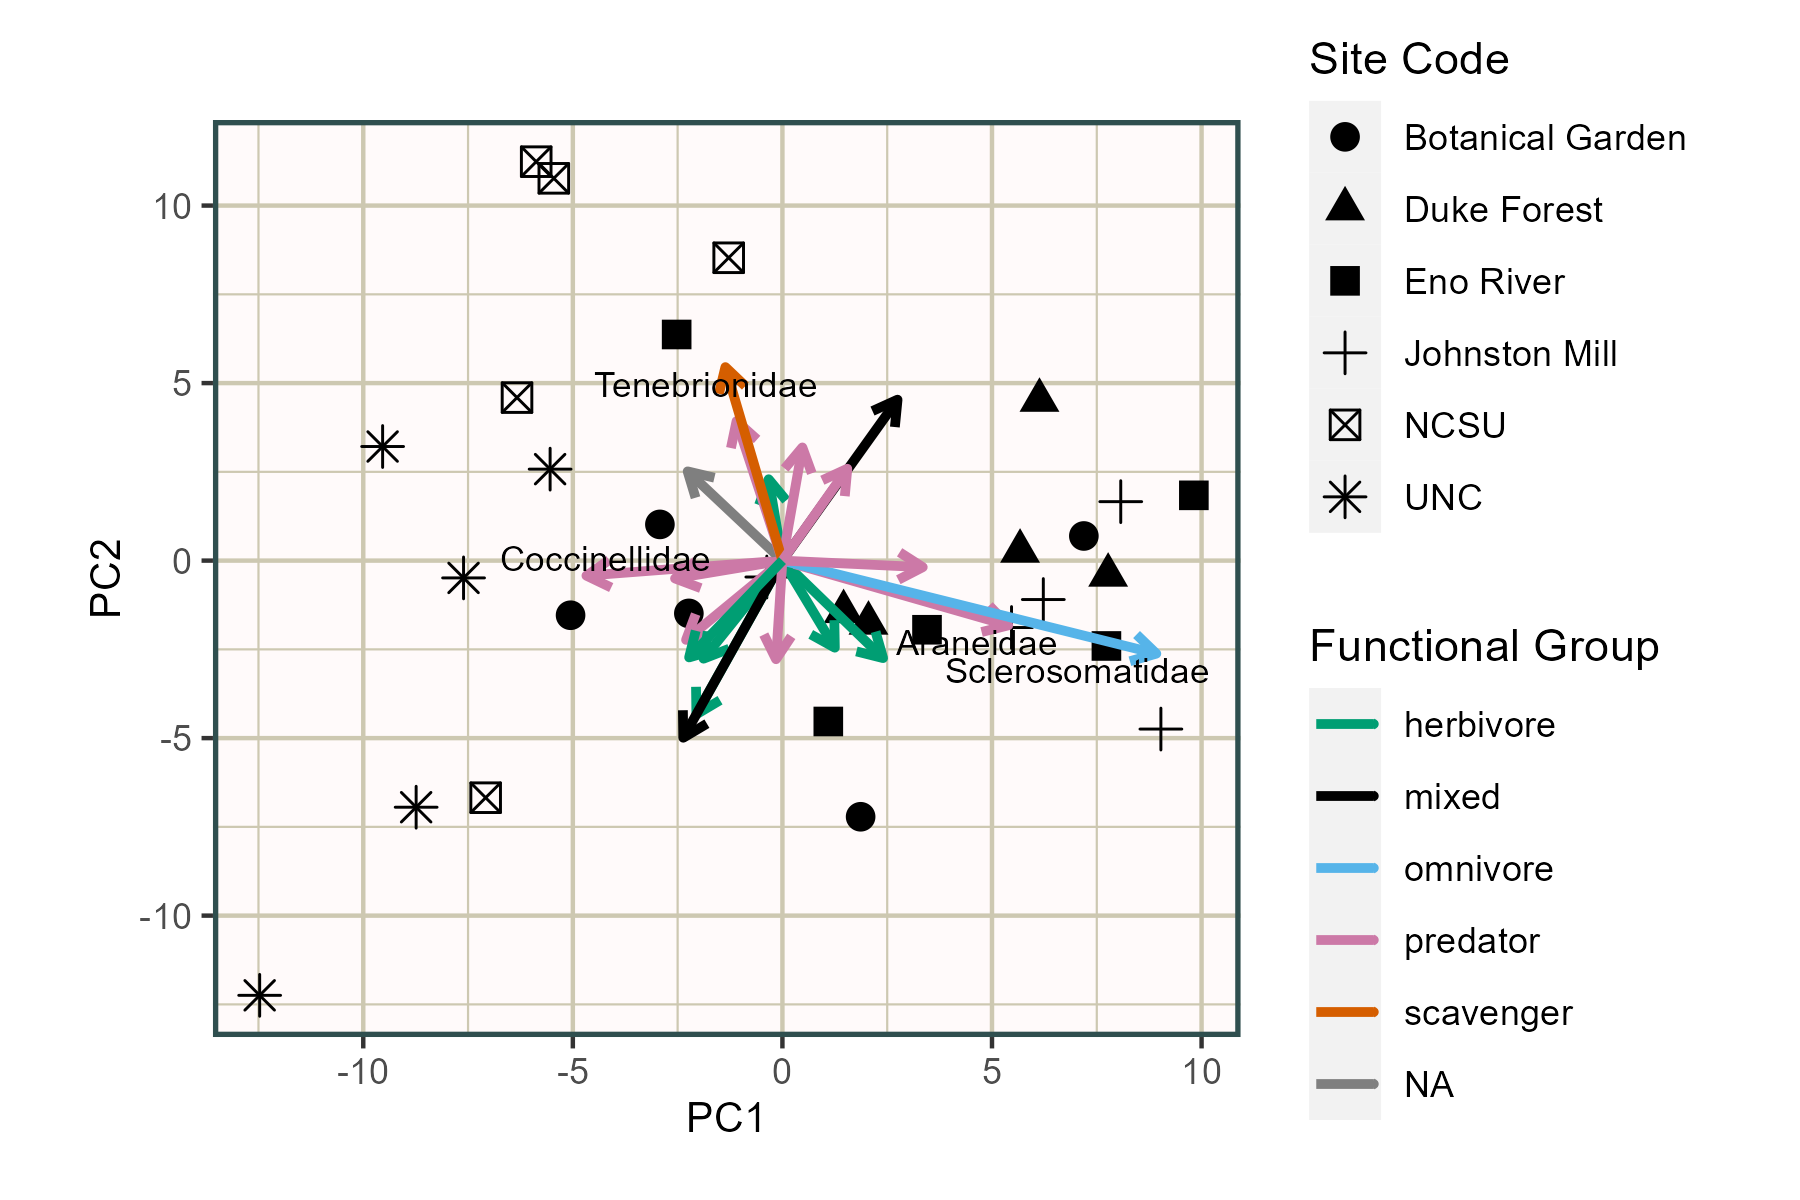 Site Code
Botanical Garden
Duke Forest
Eno River
Johnston Mill
NCSU
UNC
Functional Group
herbivore
mixed
omnivore
predator
scavenger
NA
PC2
10
5
0
-5
-10
Tenebrionidae
Coccinellidae
Araneidae
Sclerosomatidae
-10
-5
0
5
10
PC1